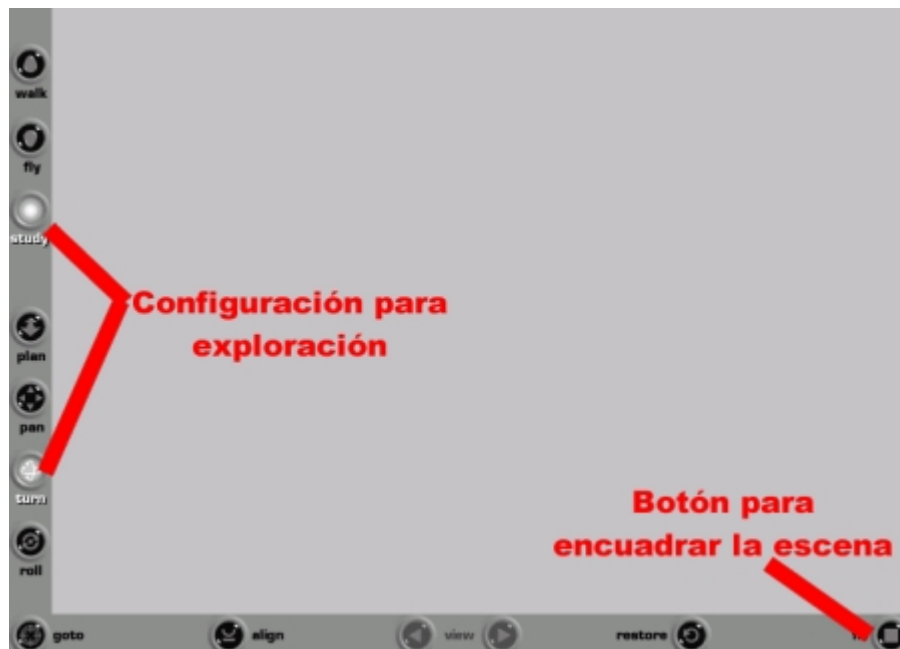 walk
fly
study
Configuración para
exploración
plan
pan
turn
roll
Botón para
encuadrar la escena
goto align view restore